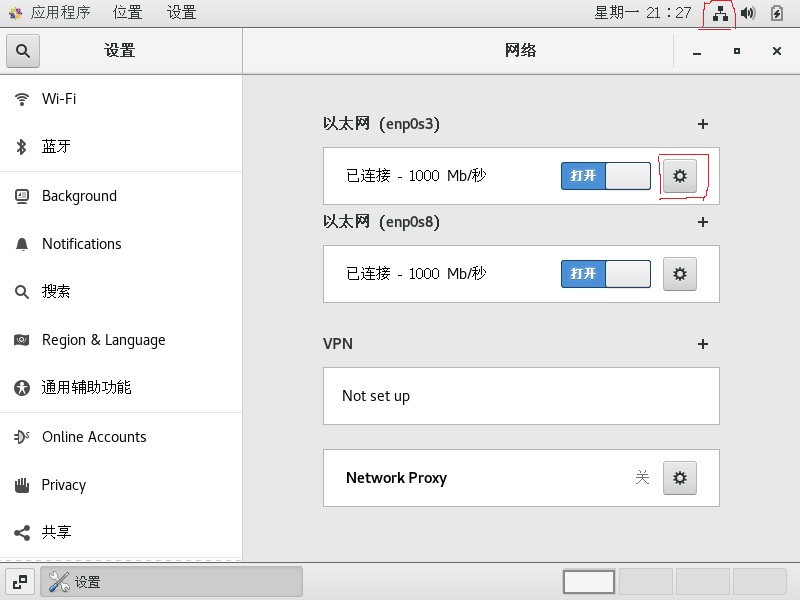 应用程序 位置 设置 星期一 21：27
设置 网络
Wi-Fi
蓝牙
Background
Notifications
搜索
Region & Language
通用辅助功能
Online Accounts
Privacy
共享
以太网 (enp0s3)
已连接 - 1000 Mb/秒 打开
以太网 (enp0s8)
已连接 - 1000 Mb/秒 打开
VPN
Not set up
Network Proxy 关
设置